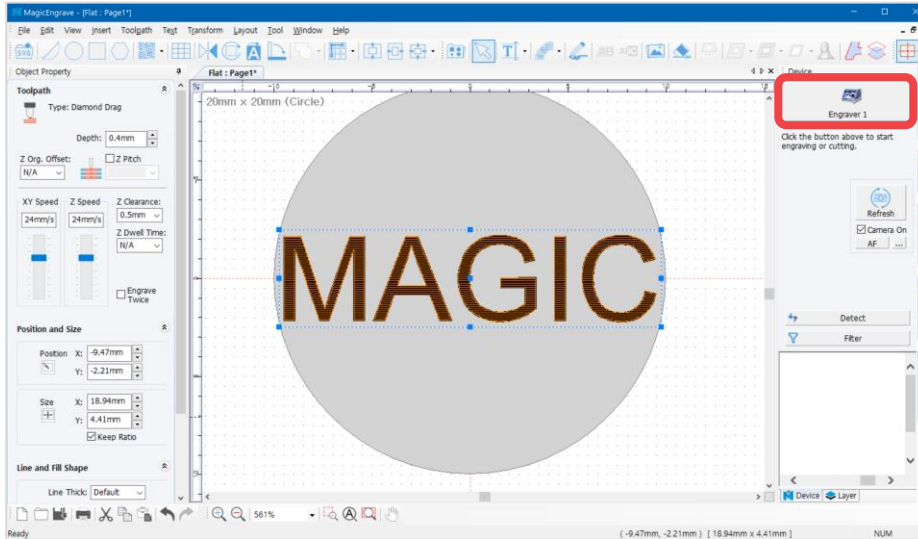 MagicEngrave - [Flat : Page1*]
File Edit View Insert Toolpath Text Transform Layout Tool Window Help
Object Property
Flat : Page1*
Device
Toolpath
Type: Diamond Drag
Depth: 0.4mm
Z Org. Offset:
Z Pitch
N/A
XY Speed
Z Speed
Z Clearance:
24mm/s
24mm/s
0.5mm
Z Dwell Time:
N/A
Engrave
Twice
Position and Size
Position X: -9.47mm
Y: -2.21mm
Size X: 18.94mm
Y: 4.41mm
Keep Ratio
Line and Fill Shape
Line Thick: Default
20mm x 20mm (Circle)
MAGIC
Engraver 1
Click the button above to start
engraving or cutting.
Refresh
Camera On
AF ...
Detect
Filter
Device Layer
561%
Ready
( -9.47mm, -2.21mm ) [ 18.94mm x 4.41mm ]
NUM